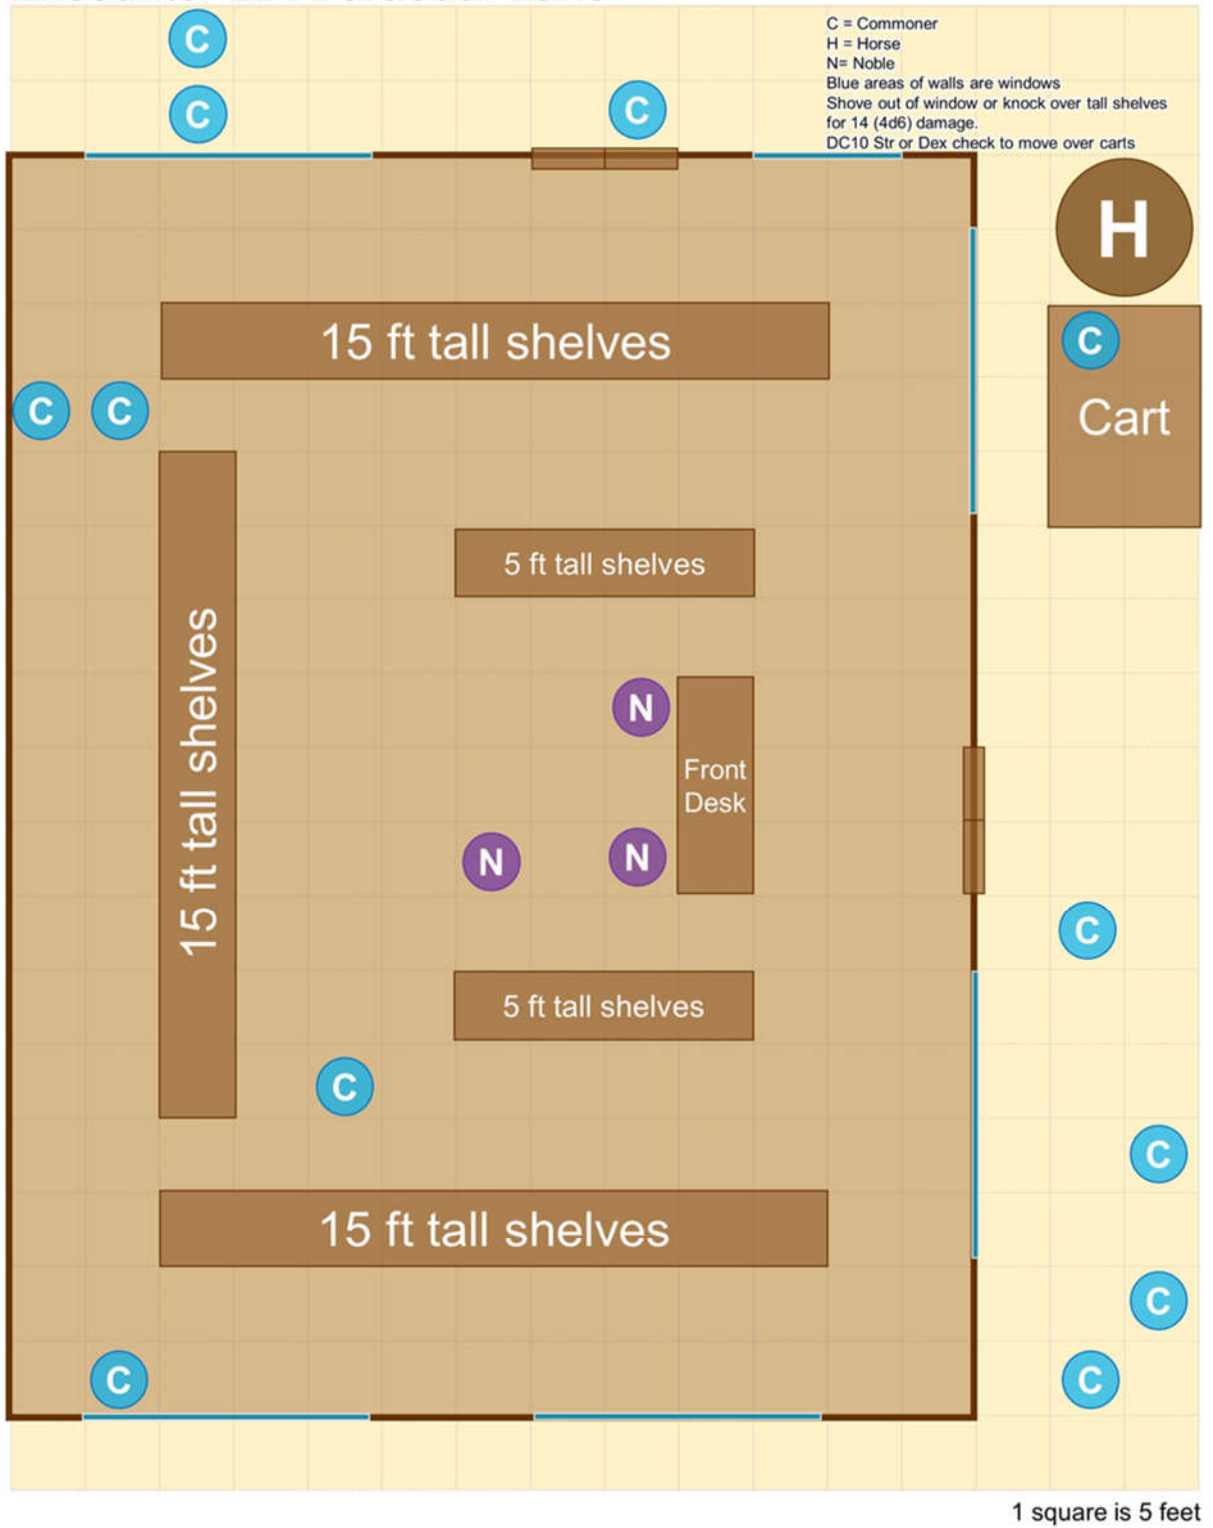 C
C
C
C = Commoner
H = Horse
N= Noble
Blue areas of walls are windows
Shove out of window or knock over tall shelves
for 14 (4d6) damage.
DC10 Str or Dex check to move over carts
H
15 ft tall shelves
C
Cart
C
C
5 ft tall shelves
15 ft tall shelves
N
Front
Desk
N
N
C
5 ft tall shelves
C
C
15 ft tall shelves
C
C
C
1 square is 5 feet